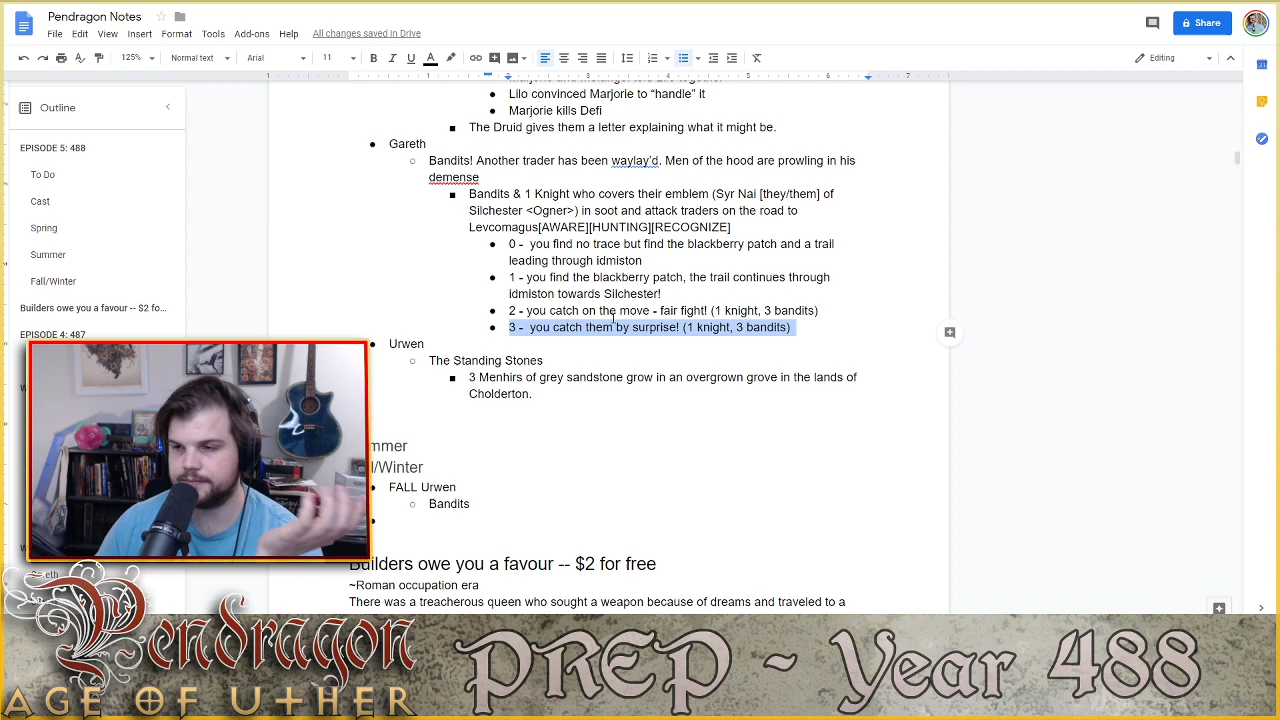 Pendragon Notes
File Edit View Insert Format Tools Add-ons Help All changes saved in Drive
Share
125% Normal text Arial 11 B I U A Editing
1 1 2 3 4 5 6 7
Outline
EPISODE 5: 488
To Do
Cast
Spring
Summer
Fall/Winter
Builders owe you a favour -- $2 fo...
EPISODE 4: 487
Lilo convinced Marjorie to “handle” it
Marjorie kills Defi
The Druid gives them a letter explaining what it might be.
Gareth
Bandits! Another trader has been waylay'd. Men of the hood are prowling in his
demense
Bandits & 1 Knight who covers their emblem (Syr Nai [they/them] of
Silchester <Ogner>) in soot and attack traders on the road to
Levcomagus[AWARE][HUNTING][RECOGNIZE]
0 - you find no trace but find the blackberry patch and a trail
leading through idmiston
1 - you find the blackberry patch, the trail continues through
idmiston towards Silchester!
2 - you catch on the move - fair fight! (1 knight, 3 bandits)
3 - you catch them by surprise! (1 knight, 3 bandits)
Urwen
The Standing Stones
3 Menhirs of grey sandstone grow in an overgrown grove in the lands of
Cholderton.
mmer
l/Winter
FALL Urwen
Bandits
Builders owe you a favour -- $2 for free
~Roman occupation era
There was a treacherous queen who sought a weapon because of dreams and traveled to a
Pendragon
AGE OF UTHER
PREP ~ Year 488